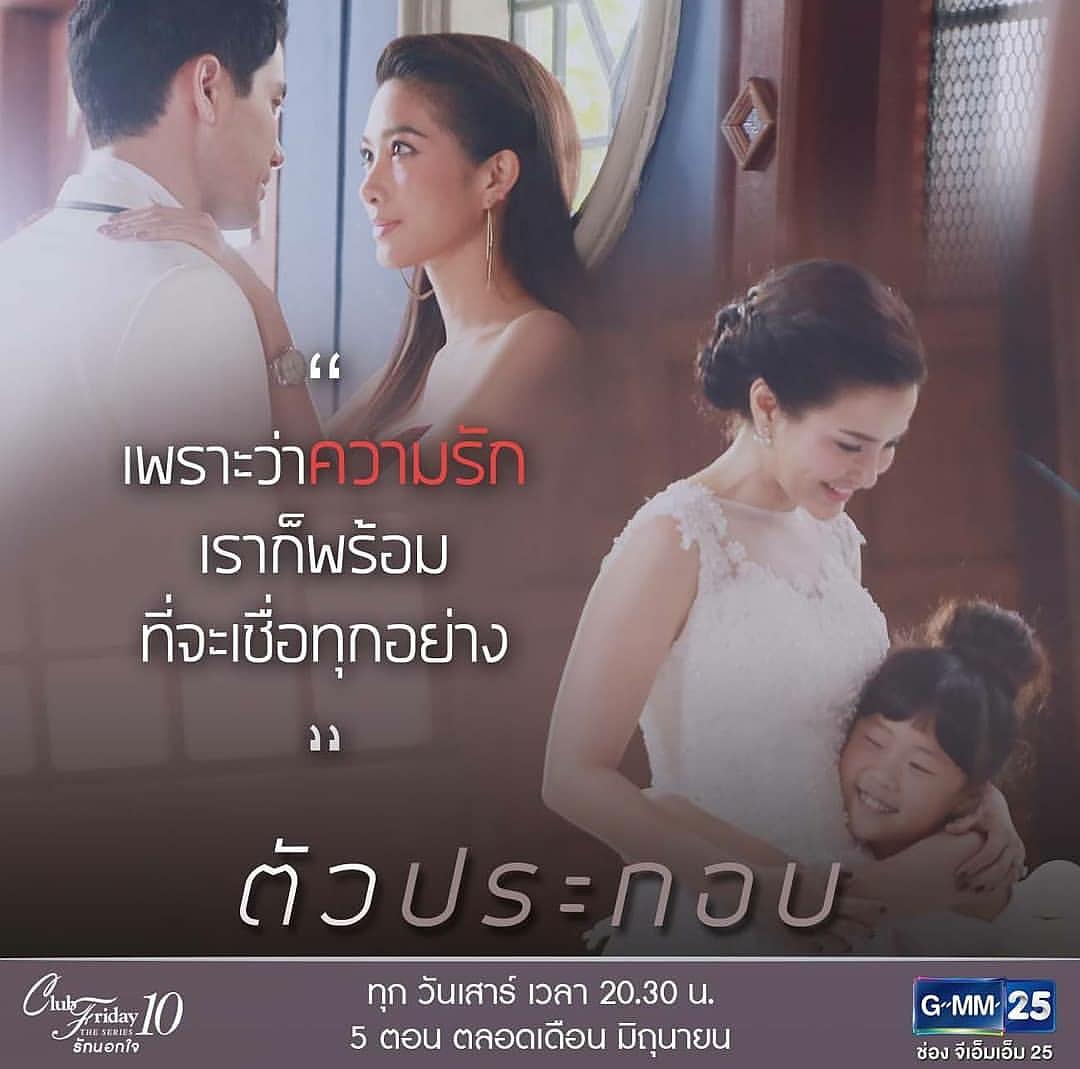 “
เพราะว่าความรัก
เราก็พร้อม
ที่จะเชื่อทุกอย่าง
”
ตัวประกอบ
Club Friday 10
THE SERIES
รักนอกใจ
ทุก วันเสาร์ เวลา 20.30 น.
5 ตอน ตลอดเดือน มิถุนายน
GMM 25
ช่อง จีเอ็มเอ็ม 25